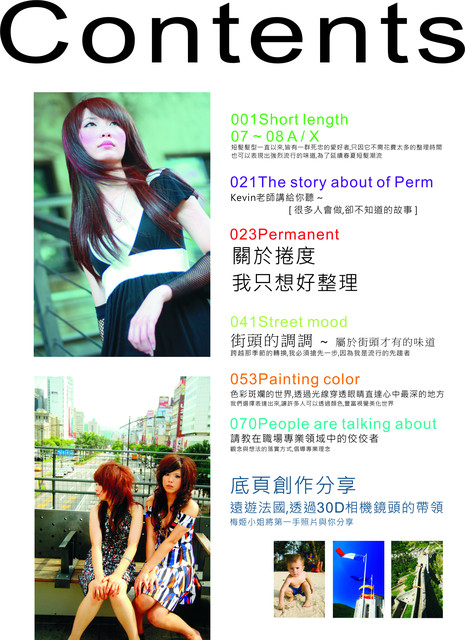 Contents
001Short length
07 ~ 08 A / X
短髮髮型一直以來,皆有一群死忠的愛好者,只因它不需花費太多的整理時間
也可以表現出強烈流行的味道,為了延續春夏短髮潮流
021The story about of Perm
Kevin老師講給你聽 ~
[ 很多人會做,卻不知道的故事 ]
023Permanent
關於捲度
我只想好整理
041Street mood
街頭的調調 ~ 屬於街頭才有的味道
跨越那季節的轉換,我必須搶先一步,因為我是流行的先趨者
053Painting color
色彩斑斕的世界,透過光線穿透眼睛直達心中最深的地方
我們選擇表達出來,讓許多人可以透過顏色,豐富視覺美化世界
070People are talking about
請教在職場專業領域中的佼佼者
觀念與想法的落實方式,倡導專業理念
底頁創作分享
遠遊法國,透過30D相機鏡頭的帶領
梅姬小姐將第一手照片與你分享